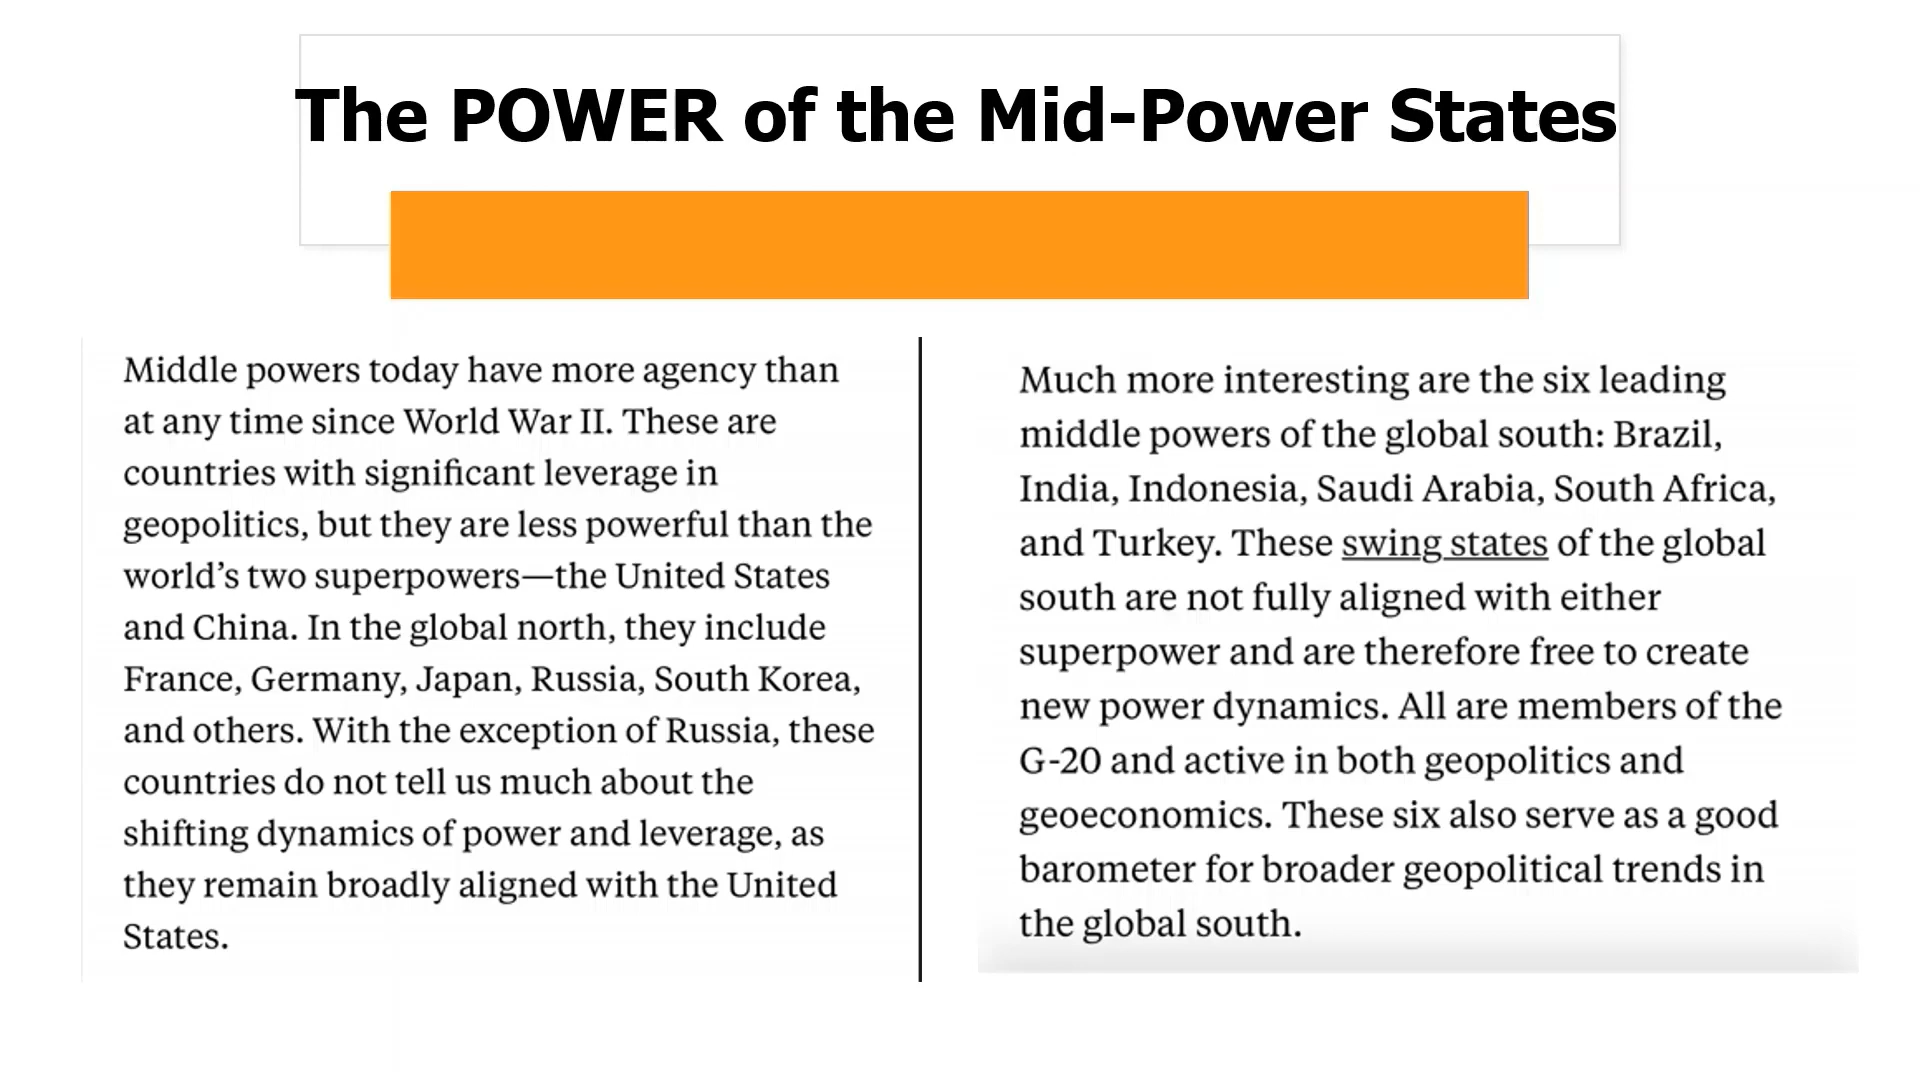 The POWER of the Mid-Power States
Middle powers today have more agency than
at any time since World War II. These are
countries with significant leverage in
geopolitics, but they are less powerful than the
world’s two superpowers—the United States
and China. In the global north, they include
France, Germany, Japan, Russia, South Korea,
and others. With the exception of Russia, these
countries do not tell us much about the
shifting dynamics of power and leverage, as
they remain broadly aligned with the United
States.
Much more interesting are the six leading
middle powers of the global south: Brazil,
India, Indonesia, Saudi Arabia, South Africa,
and Turkey. These swing states of the global
south are not fully aligned with either
superpower and are therefore free to create
new power dynamics. All are members of the
G-20 and active in both geopolitics and
geoeconomics. These six also serve as a good
barometer for broader geopolitical trends in
the global south.